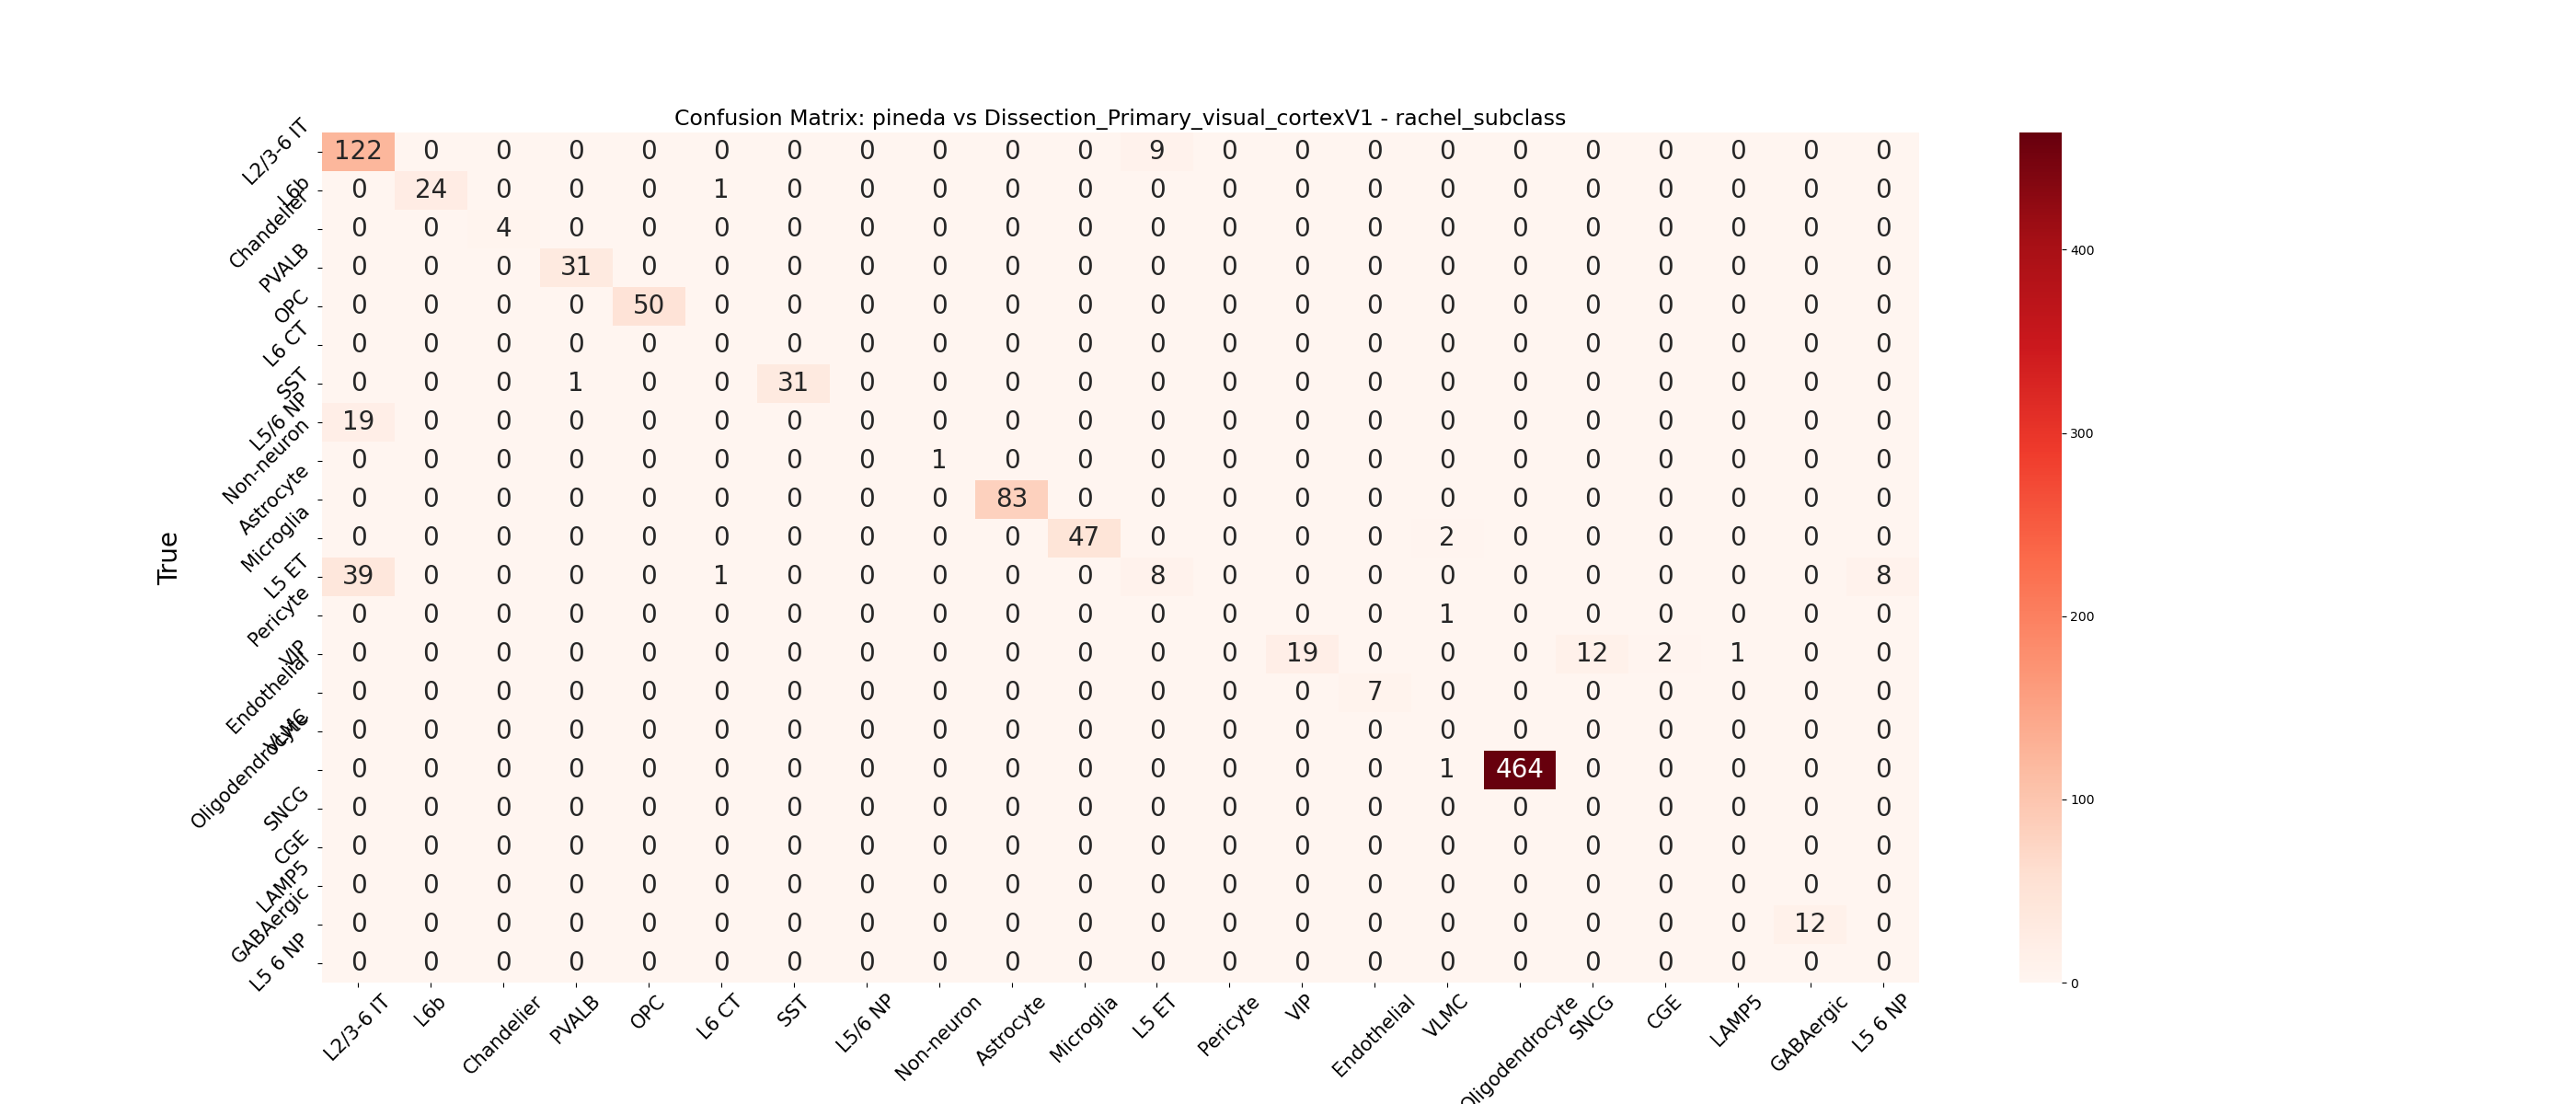 Confusion Matrix: pineda vs Dissection_Primary_visual_cortexV1 - rachel_subclass
True
L2/3-6 IT 122 0 0 0 0 0 0 0 0 0 0 9 0 0 0 0 0 0 0 0 0 0
L6b 0 24 0 0 0 1 0 0 0 0 0 0 0 0 0 0 0 0 0 0 0 0
Chandelier 0 0 4 0 0 0 0 0 0 0 0 0 0 0 0 0 0 0 0 0 0 0
PVALB 0 0 0 31 0 0 0 0 0 0 0 0 0 0 0 0 0 0 0 0 0 0
OPC 0 0 0 0 50 0 0 0 0 0 0 0 0 0 0 0 0 0 0 0 0 0
L6 CT 0 0 0 0 0 0 0 0 0 0 0 0 0 0 0 0 0 0 0 0 0 0
SST 0 0 0 1 0 0 31 0 0 0 0 0 0 0 0 0 0 0 0 0 0 0
L5/6 NP 19 0 0 0 0 0 0 0 0 0 0 0 0 0 0 0 0 0 0 0 0 0
Non-neuron 0 0 0 0 0 0 0 0 1 0 0 0 0 0 0 0 0 0 0 0 0 0
Astrocyte 0 0 0 0 0 0 0 0 0 83 0 0 0 0 0 0 0 0 0 0 0 0
Microglia 0 0 0 0 0 0 0 0 0 0 47 0 0 0 0 2 0 0 0 0 0 0
L5 ET 39 0 0 0 0 1 0 0 0 0 0 8 0 0 0 0 0 0 0 0 0 8
Pericyte 0 0 0 0 0 0 0 0 0 0 0 0 0 0 0 1 0 0 0 0 0 0
VIP 0 0 0 0 0 0 0 0 0 0 0 0 0 19 0 0 0 12 2 1 0 0
Endothelial 0 0 0 0 0 0 0 0 0 0 0 0 0 0 7 0 0 0 0 0 0 0
VLMC 0 0 0 0 0 0 0 0 0 0 0 0 0 0 0 0 0 0 0 0 0 0
Oligodendrocyte 0 0 0 0 0 0 0 0 0 0 0 0 0 0 0 1 464 0 0 0 0 0
SNCG 0 0 0 0 0 0 0 0 0 0 0 0 0 0 0 0 0 0 0 0 0 0
CGE 0 0 0 0 0 0 0 0 0 0 0 0 0 0 0 0 0 0 0 0 0 0
LAMP5 0 0 0 0 0 0 0 0 0 0 0 0 0 0 0 0 0 0 0 0 0 0
GABAergic 0 0 0 0 0 0 0 0 0 0 0 0 0 0 0 0 0 0 0 0 12 0
L5 6 NP 0 0 0 0 0 0 0 0 0 0 0 0 0 0 0 0 0 0 0 0 0 0
L2/3-6 IT L6b Chandelier PVALB OPC L6 CT SST L5/6 NP Non-neuron Astrocyte Microglia L5 ET Pericyte VIP Endothelial VLMC Oligodendrocyte SNCG CGE LAMP5 GABAergic L5 6 NP
400
300
200
100
0